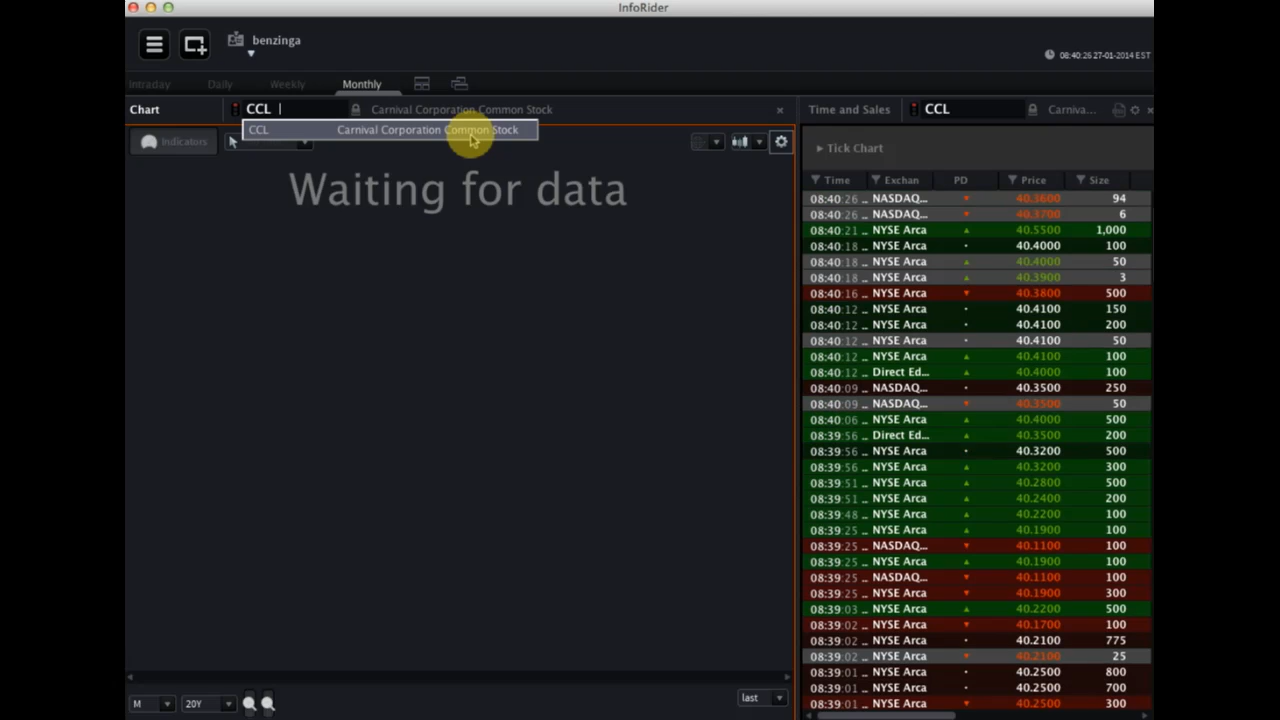 InfoRider
benzinga
08:40:26 27-01-2014 EST
Intraday Daily Weekly Monthly
Chart CCL Carnival Corporation Common Stock
Time and Sales CCL Carniva...
CCL Carnival Corporation Common Stock
Indicators
Waiting for data
Tick Chart
Time Exchan PD Price Size
08:40:26 .. NASDAQ... 40.3600 94
08:40:26 .. NASDAQ... 40.3700 6
08:40:21 .. NYSE Arca 40.5500 1,000
08:40:18 .. NYSE Arca 40.4000 100
08:40:18 .. NYSE Arca 40.4000 50
08:40:18 .. NYSE Arca 40.3900 3
08:40:16 .. NYSE Arca 40.3800 500
08:40:12 .. NYSE Arca 40.4100 150
08:40:12 .. NYSE Arca 40.4100 200
08:40:12 .. NYSE Arca 40.4100 50
08:40:12 .. NYSE Arca 40.4100 100
08:40:12 .. Direct Ed... 40.4000 100
08:40:09 .. NASDAQ... 40.3500 250
08:40:09 .. NASDAQ... 40.3500 50
08:40:06 .. NYSE Arca 40.4000 500
08:39:56 .. Direct Ed... 40.3500 200
08:39:56 .. NYSE Arca 40.3200 500
08:39:56 .. NYSE Arca 40.3200 300
08:39:51 .. NYSE Arca 40.2800 500
08:39:51 .. NYSE Arca 40.2400 200
08:39:48 .. NYSE Arca 40.2200 100
08:39:25 .. NYSE Arca 40.1900 100
08:39:25 .. NASDAQ... 40.1100 100
08:39:25 .. NYSE Arca 40.1900 100
08:39:25 .. NASDAQ... 40.1100 100
08:39:25 .. NYSE Arca 40.1900 300
08:39:03 .. NYSE Arca 40.2200 500
08:39:02 .. NYSE Arca 40.1700 100
08:39:02 .. NYSE Arca 40.2100 775
08:39:02 .. NYSE Arca 40.2100 25
08:39:01 .. NYSE Arca 40.2500 800
08:39:01 .. NYSE Arca 40.2500 700
08:39:01 .. NYSE Arca 40.2500 300
M 20Y last